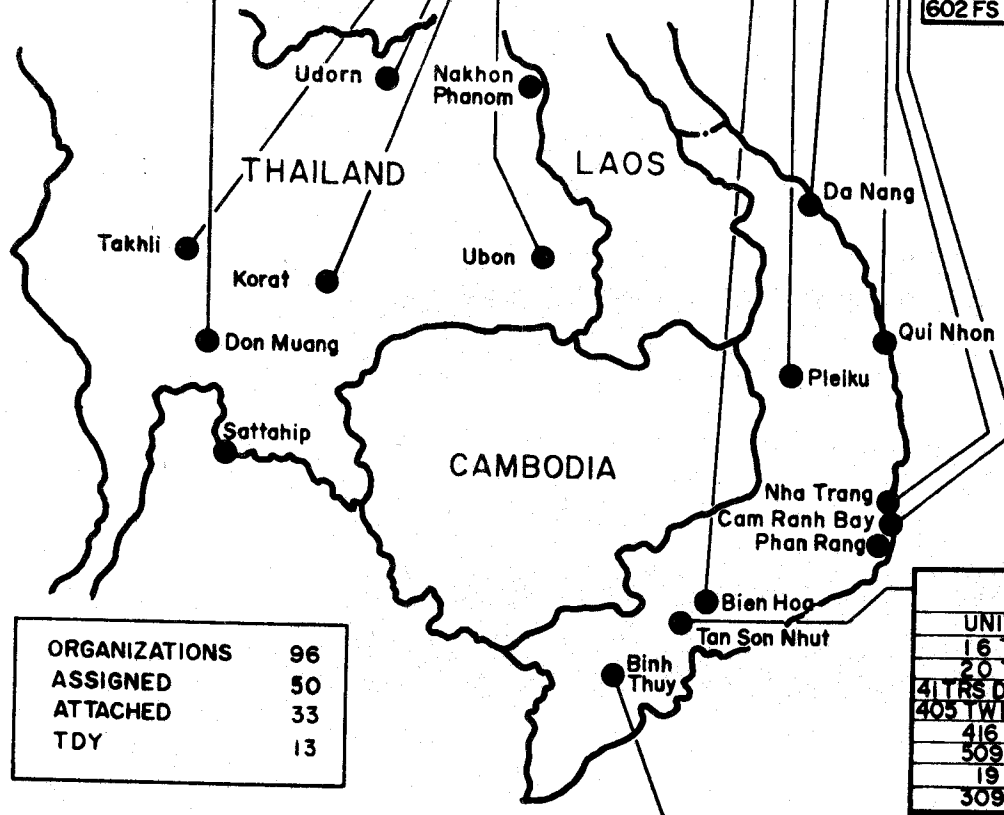 602 FS
Udorn
Nakhon
Phanom
THAILAND
LAOS
Da Nang
Takhli
Korat
Ubon
Don Muang
Qui Nhon
Pleiku
Sattahip
CAMBODIA
Nha Trang
Cam Ranh Bay
Phan Rang
Bien Hoa
Tan Son Nhut
Binh
Thuy
ORGANIZATIONS 96
ASSIGNED 50
ATTACHED 33
TDY 13
UNI
16
20
41 TRS D
405 TW
416
509
19
309